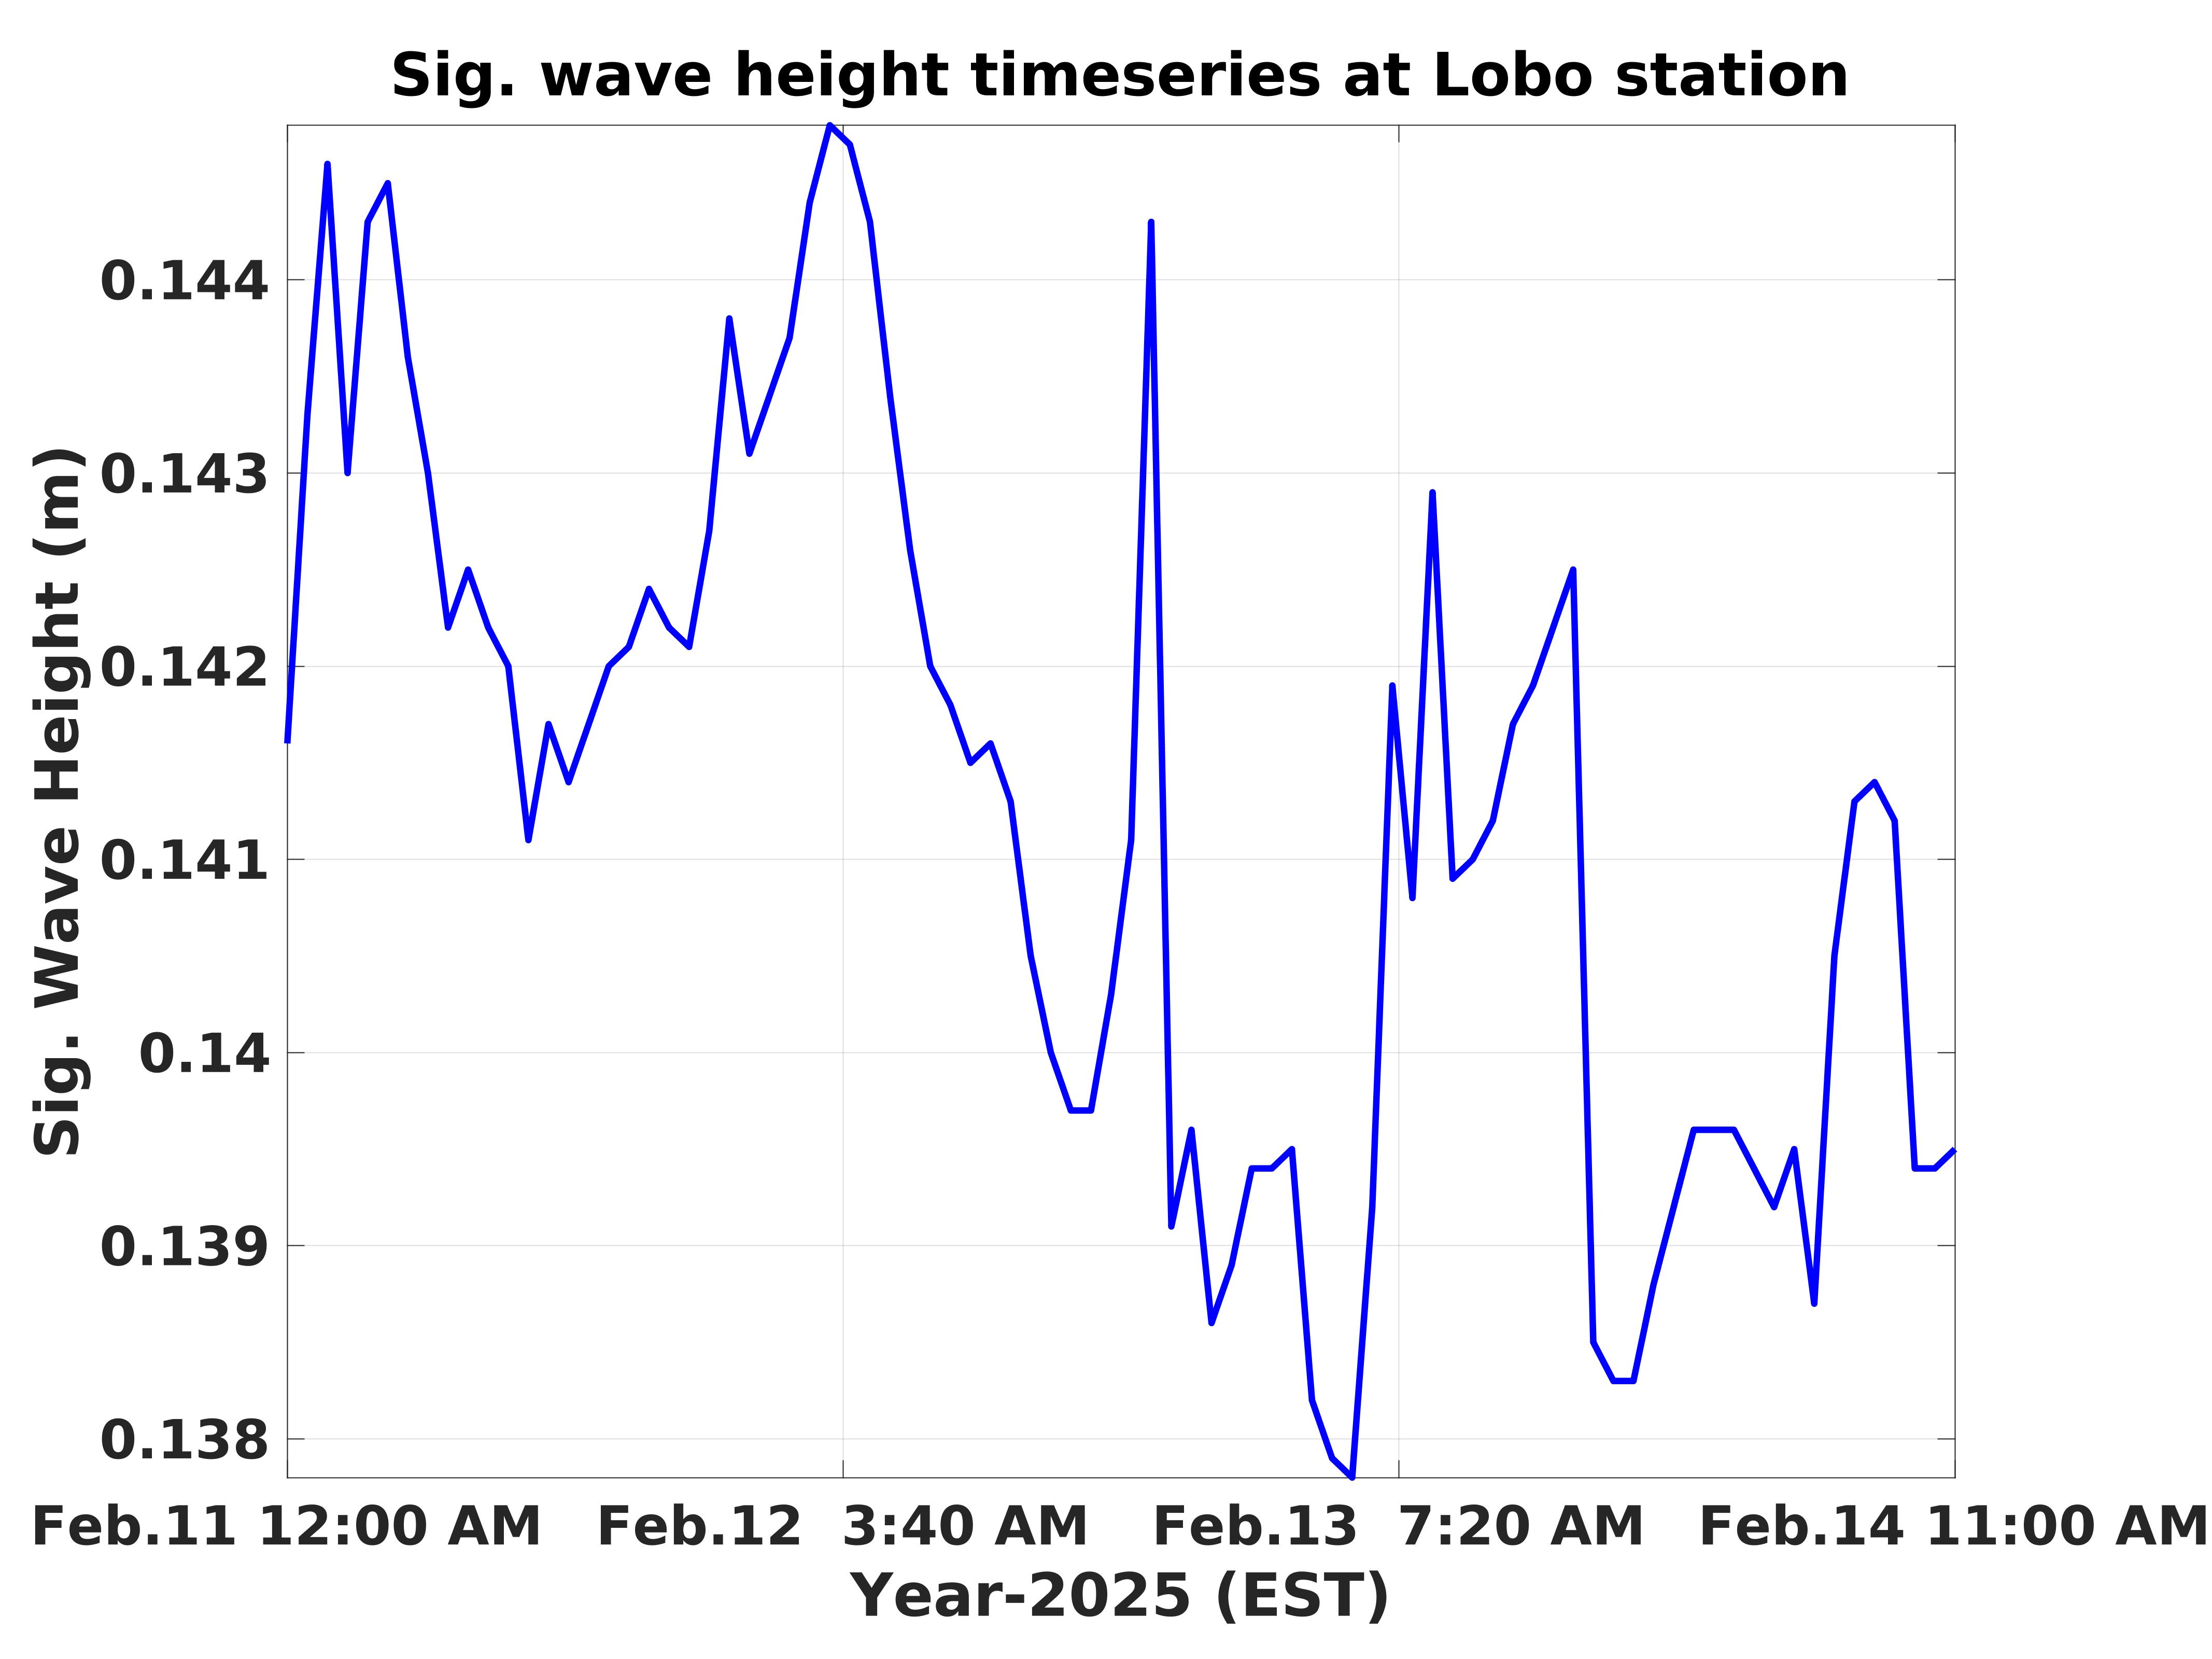 Sig. wave height timeseries at Lobo station
Sig. Wave Height (m)
0.144
0.143
0.142
0.141
0.14
0.139
0.138
Feb.11 12:00 AM Feb.12 3:40 AM Feb.13 7:20 AM Feb.14 11:00 AM
Year-2025 (EST)